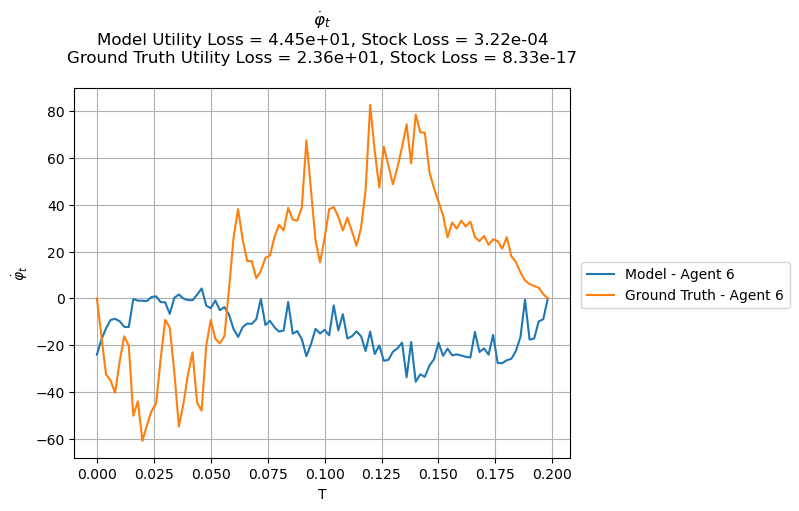 φ̇ₜ
Model Utility Loss = 4.45e+01, Stock Loss = 3.22e-04
Ground Truth Utility Loss = 2.36e+01, Stock Loss = 8.33e-17
80
60
40
20
0
−20
−40
−60
φ̇ₜ
0.000 0.025 0.050 0.075 0.100 0.125 0.150 0.175 0.200
T
Model - Agent 6
Ground Truth - Agent 6